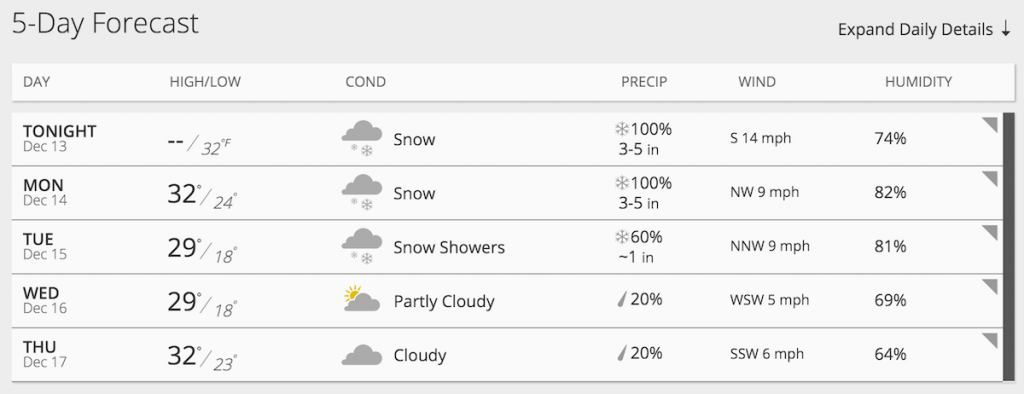 5-Day Forecast
Expand Daily Details ↓
DAY HIGH/LOW COND PRECIP WIND HUMIDITY
TONIGHT
Dec 13
-- / 32°F Snow 100%
3-5 in
S 14 mph 74%
MON
Dec 14
32° / 24° Snow 100%
3-5 in
NW 9 mph 82%
TUE
Dec 15
29° / 18° Snow Showers 60%
~1 in
NNW 9 mph 81%
WED
Dec 16
29° / 18° Partly Cloudy 20% WSW 5 mph 69%
THU
Dec 17
32° / 23° Cloudy 20% SSW 6 mph 64%